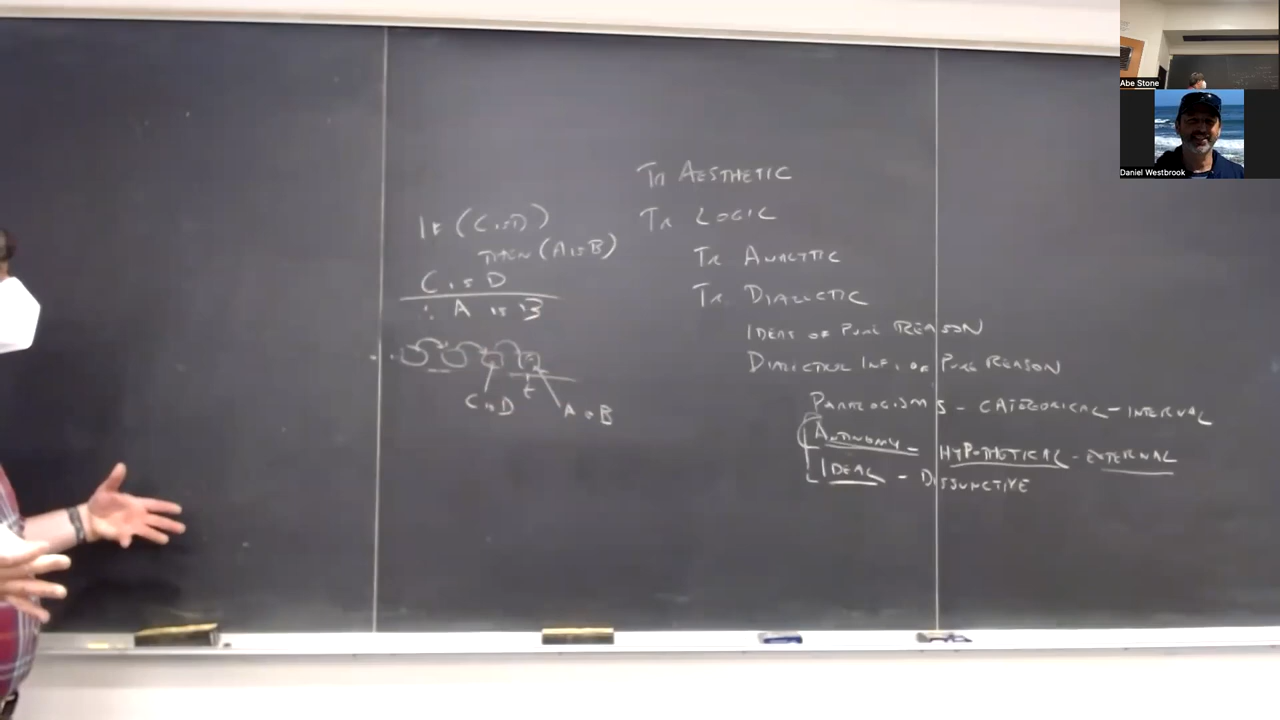 Abe Stone
Daniel Westbrook
IF (C is D)
THEN (A is B)
C is D
∴ A is B
C is D
t
A is B
Tr AESTHETIC
Tr LOGIC
Tr ANALYTIC
Tr. DIALECTIC
IDEAS OF PURE REASON
DIALECTICAL INF. OF PURE REASON
PARALOGISMS - CATEGORICAL - INTERNAL
ANTINOMY - HYPOTHETICAL - EXTERNAL
IDEAL - DISJUNCTIVE